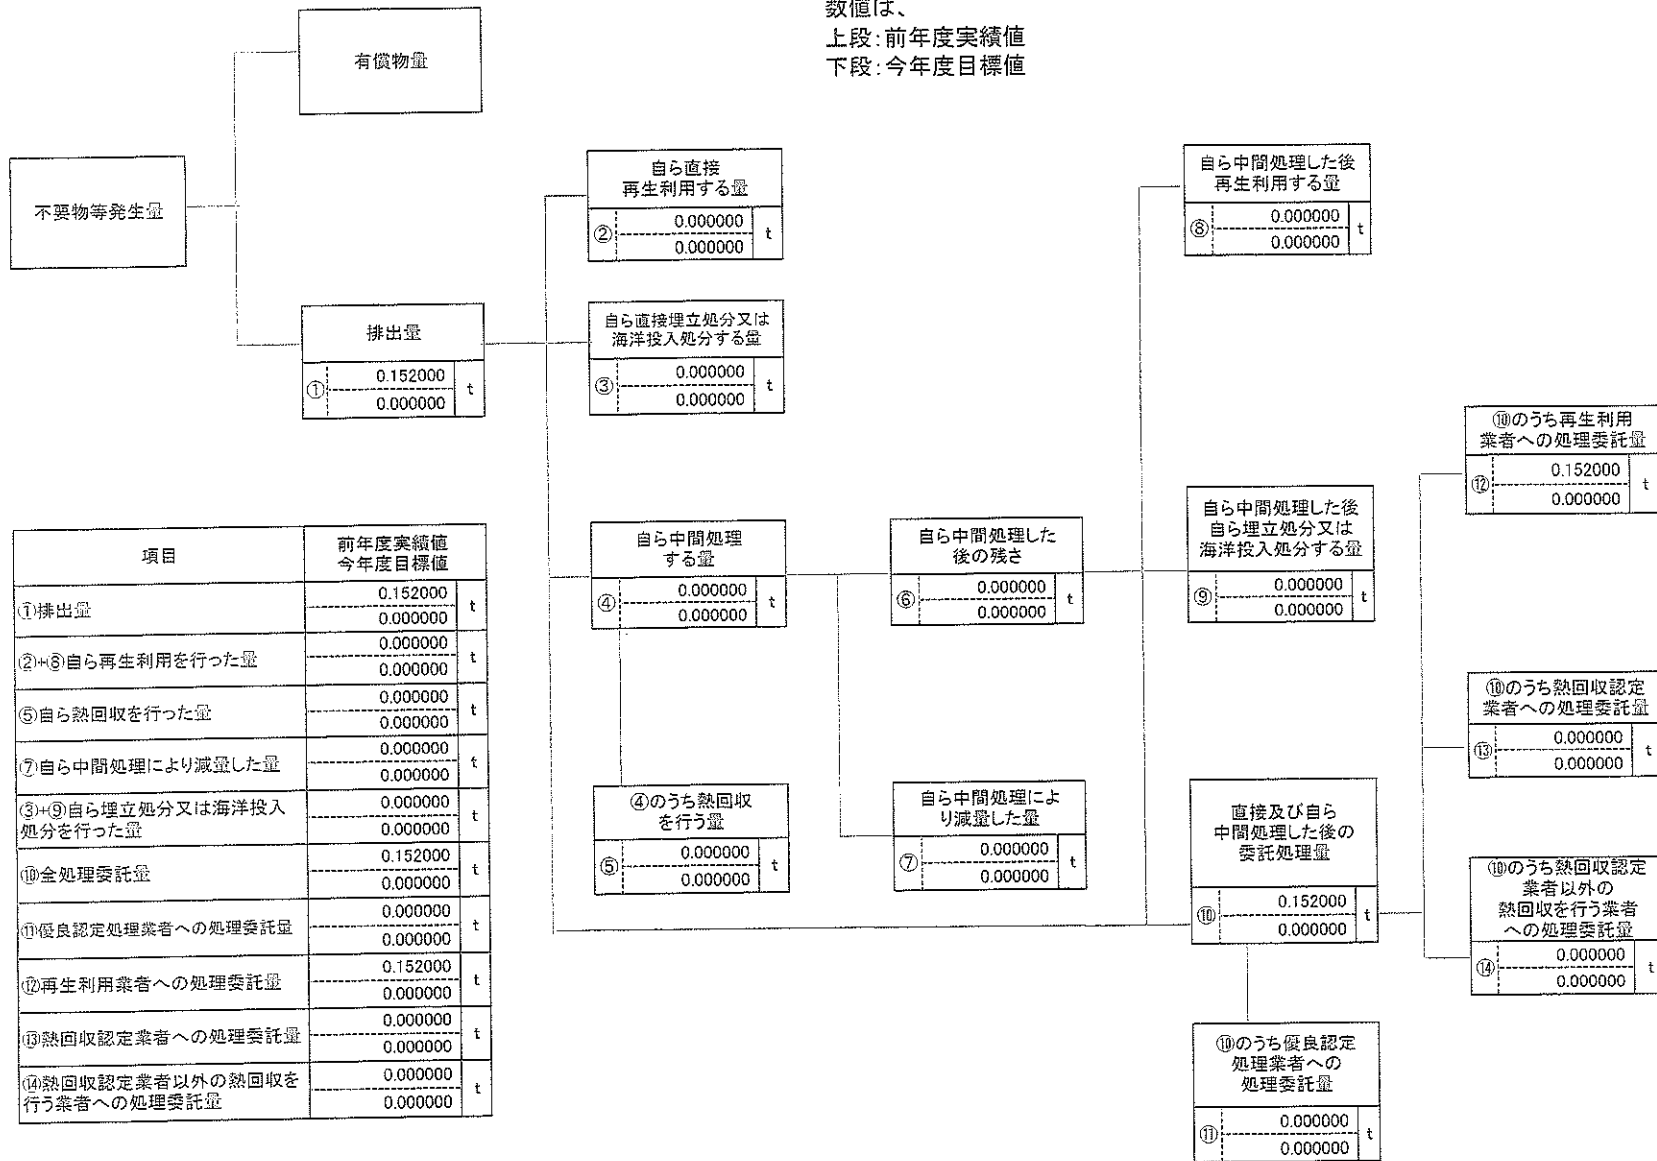 数値は、
上段:前年度実績値
下段:今年度目標値
有償物量
不要物等発生量
排出量
① 0.152000 t
0.000000
自ら直接
再生利用する量
② 0.000000 t
0.000000
自ら直接埋立処分又は
海洋投入処分する量
③ 0.000000 t
0.000000
自ら中間処理
する量
④ 0.000000 t
0.000000
④のうち熱回収
を行う量
⑤ 0.000000 t
0.000000
自ら中間処理した
後の残さ
⑥ 0.000000 t
0.000000
自ら中間処理によ
り減量した量
⑦ 0.000000 t
0.000000
自ら中間処理した後
再生利用する量
⑧ 0.000000 t
0.000000
自ら中間処理した後
自ら埋立処分又は
海洋投入処分する量
⑨ 0.000000 t
0.000000
直接及び自ら
中間処理した後の
委託処理量
⑩ 0.152000 t
0.000000
⑩のうち優良認定
処理業者への
処理委託量
⑪ 0.000000 t
0.000000
⑩のうち再生利用
業者への処理委託量
⑫ 0.152000 t
0.000000
⑩のうち熱回収認定
業者への処理委託量
⑬ 0.000000 t
0.000000
⑩のうち熱回収認定
業者以外の
熱回収を行う業者
への処理委託量
⑭ 0.000000 t
0.000000
項目 前年度実績値
今年度目標値
①排出量 0.152000 t
0.000000
②+⑧自ら再生利用を行った量 0.000000 t
0.000000
⑤自ら熱回収を行った量 0.000000 t
0.000000
⑦自ら中間処理により減量した量 0.000000 t
0.000000
③+⑨自ら埋立処分又は海洋投入 0.000000 t
処分を行った量 0.000000
⑩全処理委託量 0.152000 t
0.000000
⑪優良認定処理業者への処理委託量 0.000000 t
0.000000
⑫再生利用業者への処理委託量 0.152000 t
0.000000
⑬熱回収認定業者への処理委託量 0.000000 t
0.000000
⑭熱回収認定業者以外の熱回収を 0.000000 t
行う業者への処理委託量 0.000000